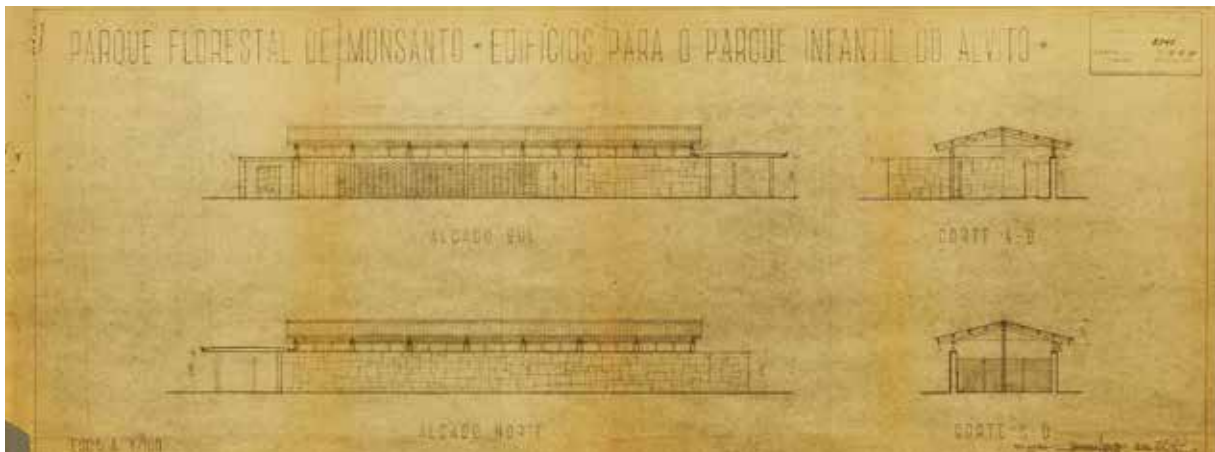 PARQUE FLORESTAL DE MONSANTO • EDIFÍCIOS PARA O PARQUE INFANTIL DO ALVITO •
ALÇADO SUL
CORTE A-B
ALÇADO NORTE
CORTE C-D